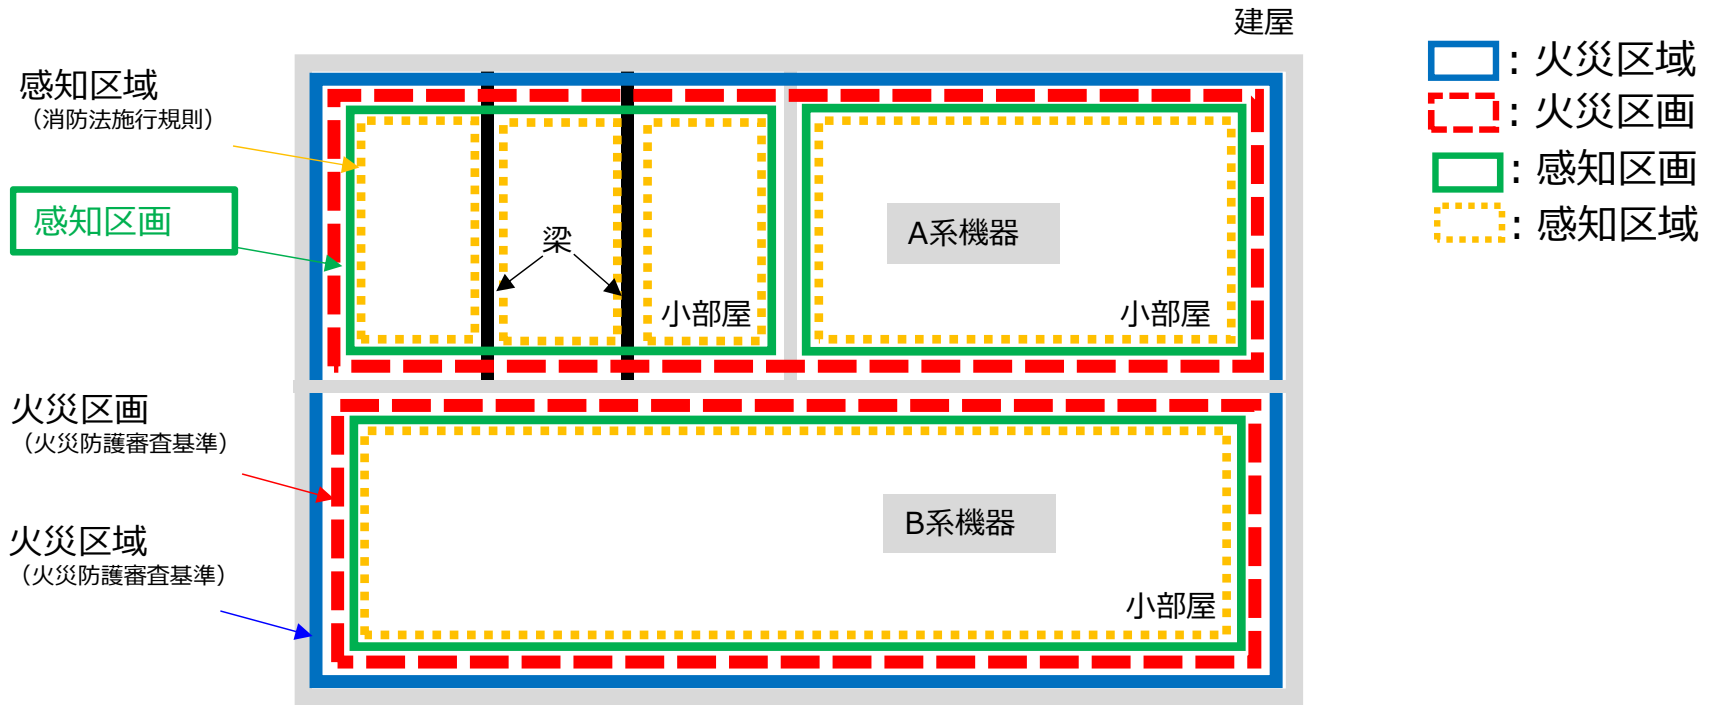 建屋
感知区域
（消防法施行規則）
感知区画
梁
小部屋
A系機器
小部屋
火災区画
（火災防護審査基準）
火災区域
（火災防護審査基準）
B系機器
小部屋
：火災区域
：火災区画
：感知区画
：感知区域